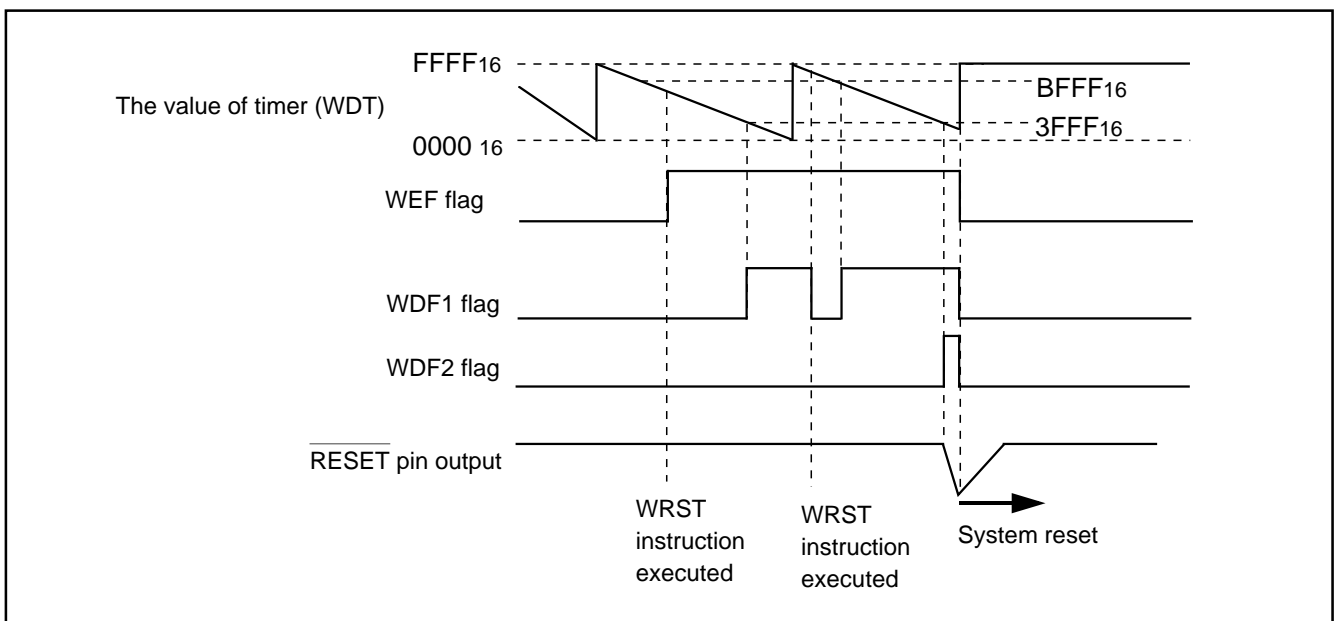 FFFF16
BFFF16
The value of timer (WDT)
3FFF16
0000 16
WEF flag
WDF1 flag
WDF2 flag
RESET pin output
WRST
instruction
executed
WRST
instruction
executed
System reset